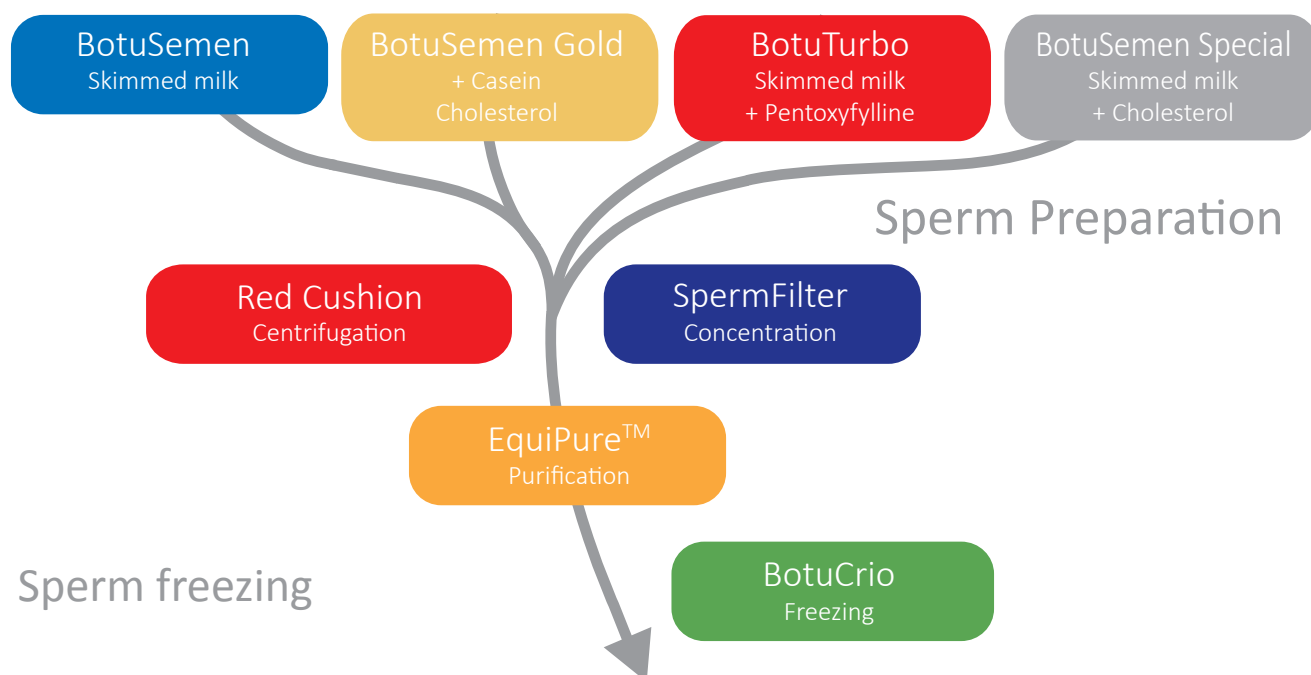 BotuSemen
Skimmed milk
BotuSemen Gold
+ Casein
Cholesterol
BotuTurbo
Skimmed milk
+ Pentoxyfylline
BotuSemen Special
Skimmed milk
+ Cholesterol
Sperm Preparation
Red Cushion
Centrifugation
SpermFilter
Concentration
EquiPure™
Purification
BotuCrio
Freezing
Sperm freezing